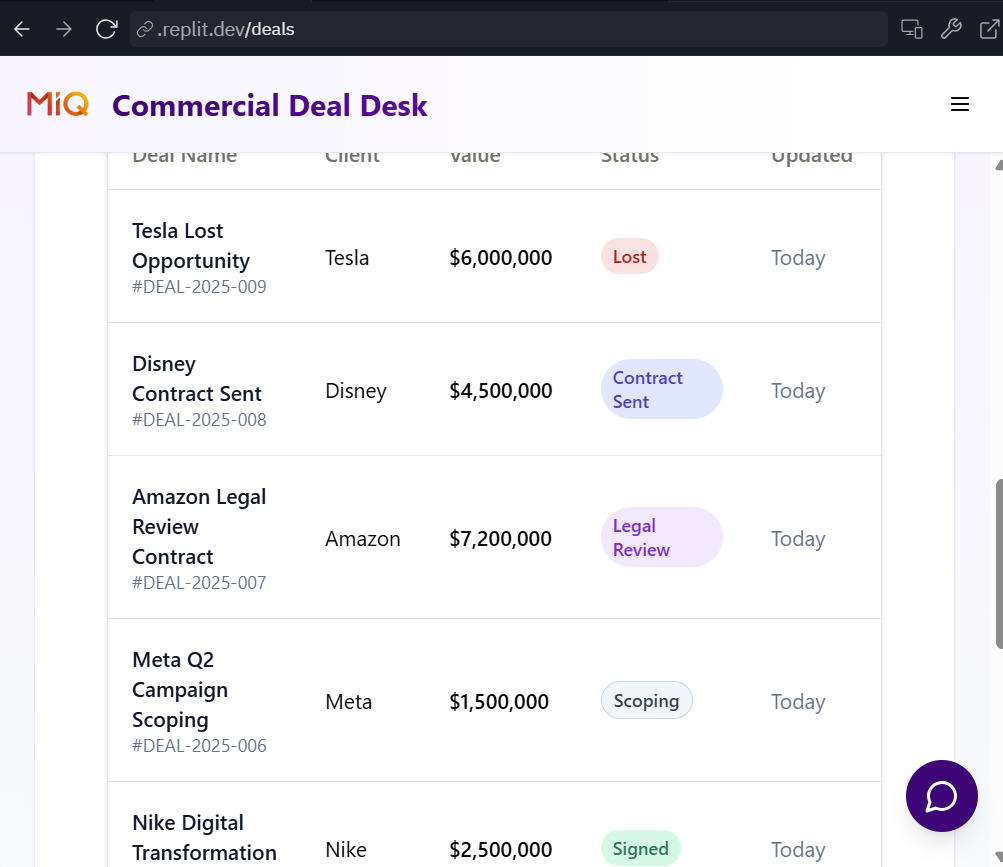 .replit.dev/deals
MiQ Commercial Deal Desk
Deal Name Client Value Status Updated
Tesla Lost
Opportunity
#DEAL-2025-009
Tesla
$6,000,000
Lost
Today
Disney
Contract Sent
#DEAL-2025-008
Disney
$4,500,000
Contract
Sent
Today
Amazon Legal
Review
Contract
#DEAL-2025-007
Amazon
$7,200,000
Legal
Review
Today
Meta Q2
Campaign
Scoping
#DEAL-2025-006
Meta
$1,500,000
Scoping
Today
Nike Digital
Transformation
Nike
$2,500,000
Signed
Today